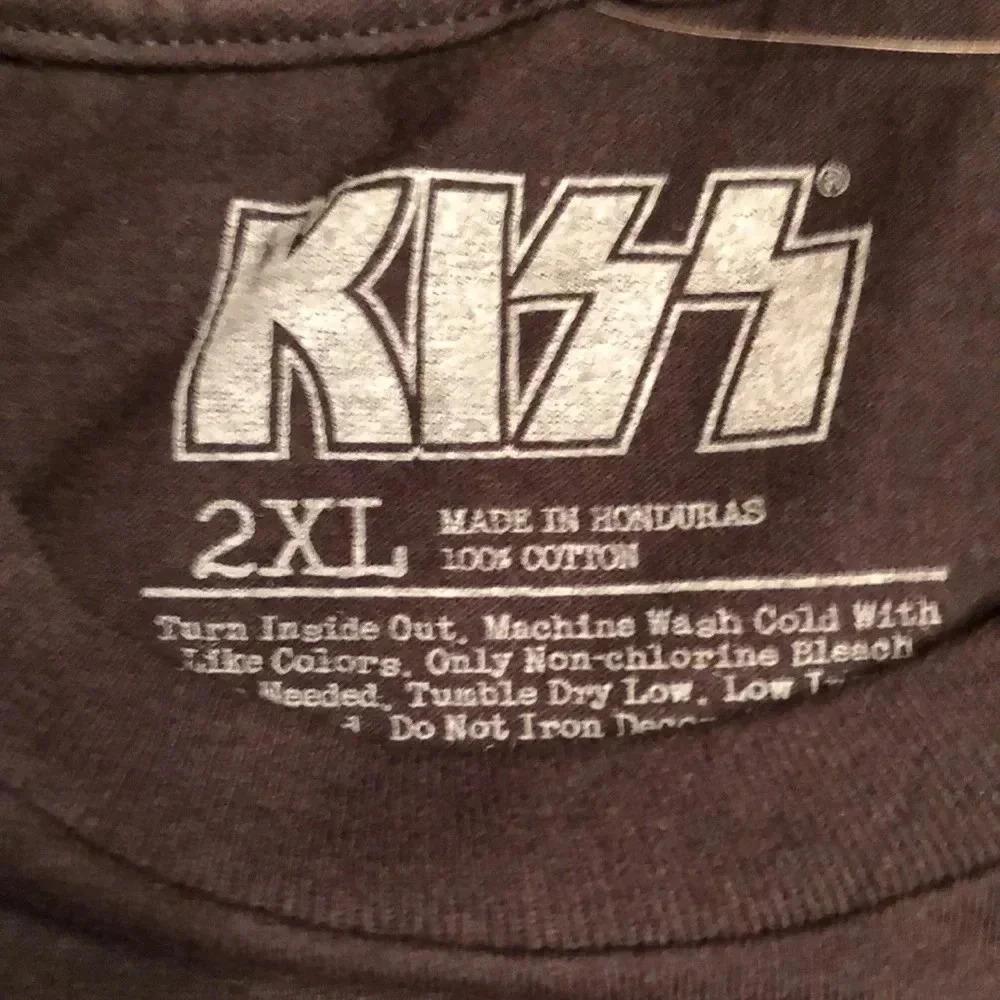 KISS®
2XL
MADE IN HONDURAS
100% COTTON
Turn Inside Out. Machine Wash Cold With
Like Colors. Only Non-chlorine Bleach
Needed. Tumble Dry Low. Low
Do Not Iron